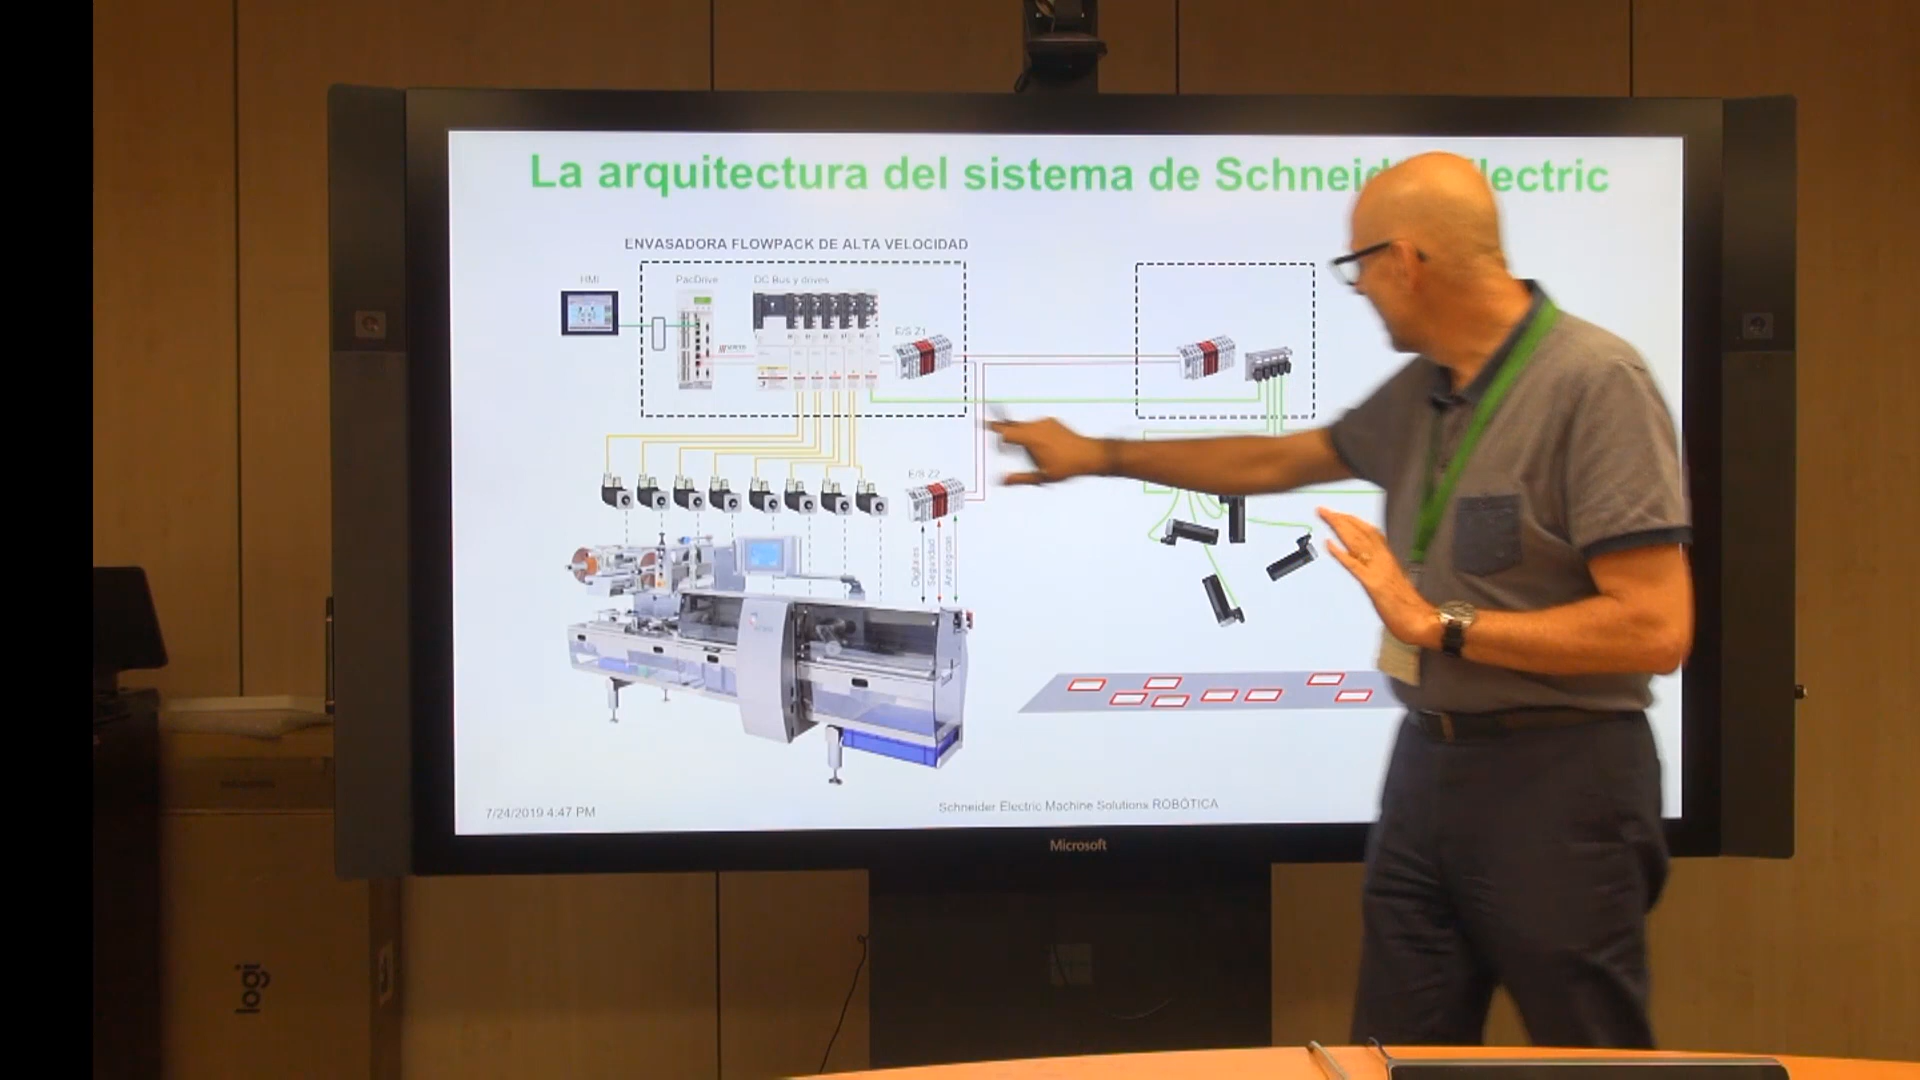 La arquitectura del sistema de Schneid lectric
ENVASADORA FLOWPACK DE ALTA VELOCIDAD
HMI
PacDrive
DC Bus y drives
E/S Z1
E/S Z2
Digitales
Seguridad
Analógicas
7/24/2019 4:47 PM
Schneider Electric Machine Solutions ROBOTICA
Microsoft
logi